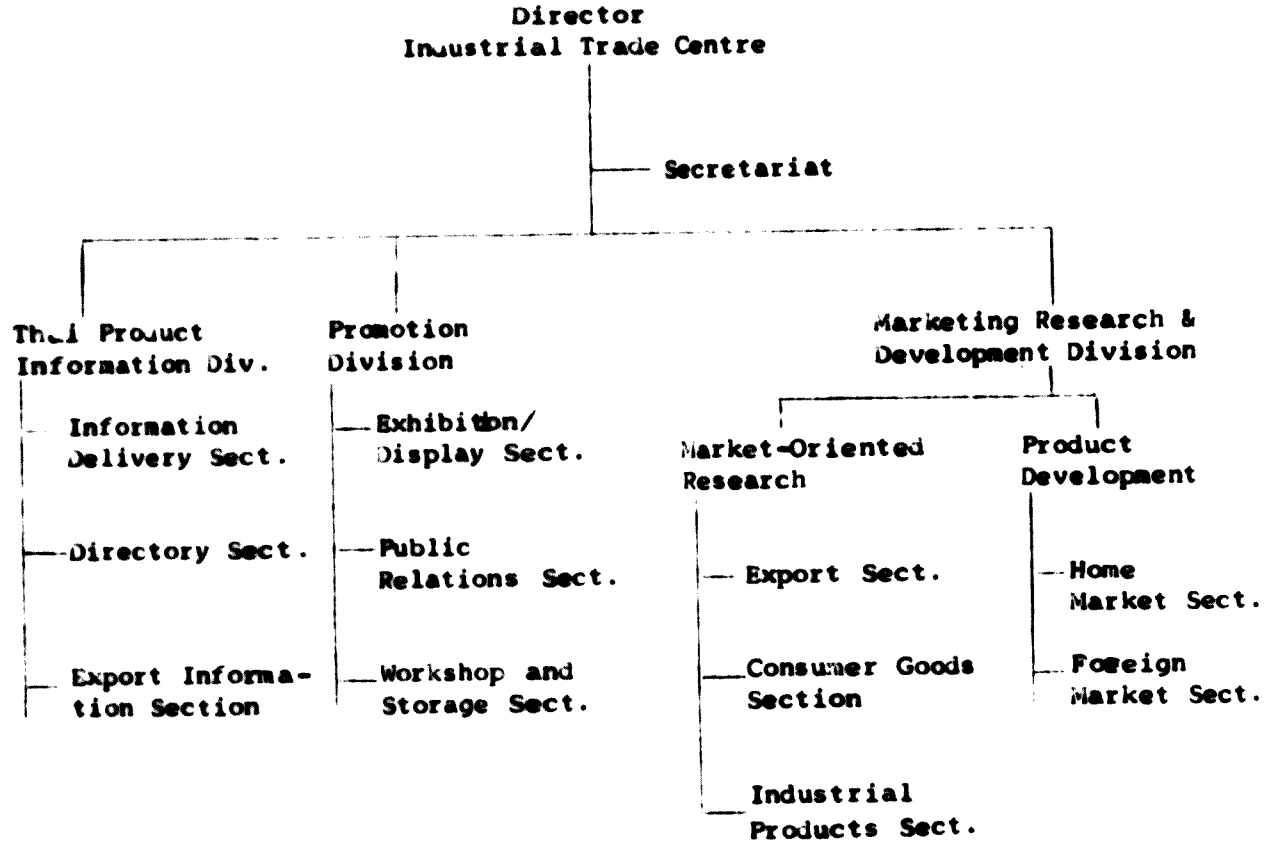 Director
Industrial Trade Centre
Secretariat
Thai Product
Information Div.
Information
Delivery Sect.
Directory Sect.
Export Informa-
tion Section
Promotion
Division
Exhibition/
Display Sect.
Public
Relations Sect.
Workshop and
Storage Sect.
Marketing Research &
Development Division
Market-Oriented
Research
Export Sect.
Consumer Goods
Section
Industrial
Products Sect.
Product
Development
Home
Market Sect.
Foreign
Market Sect.